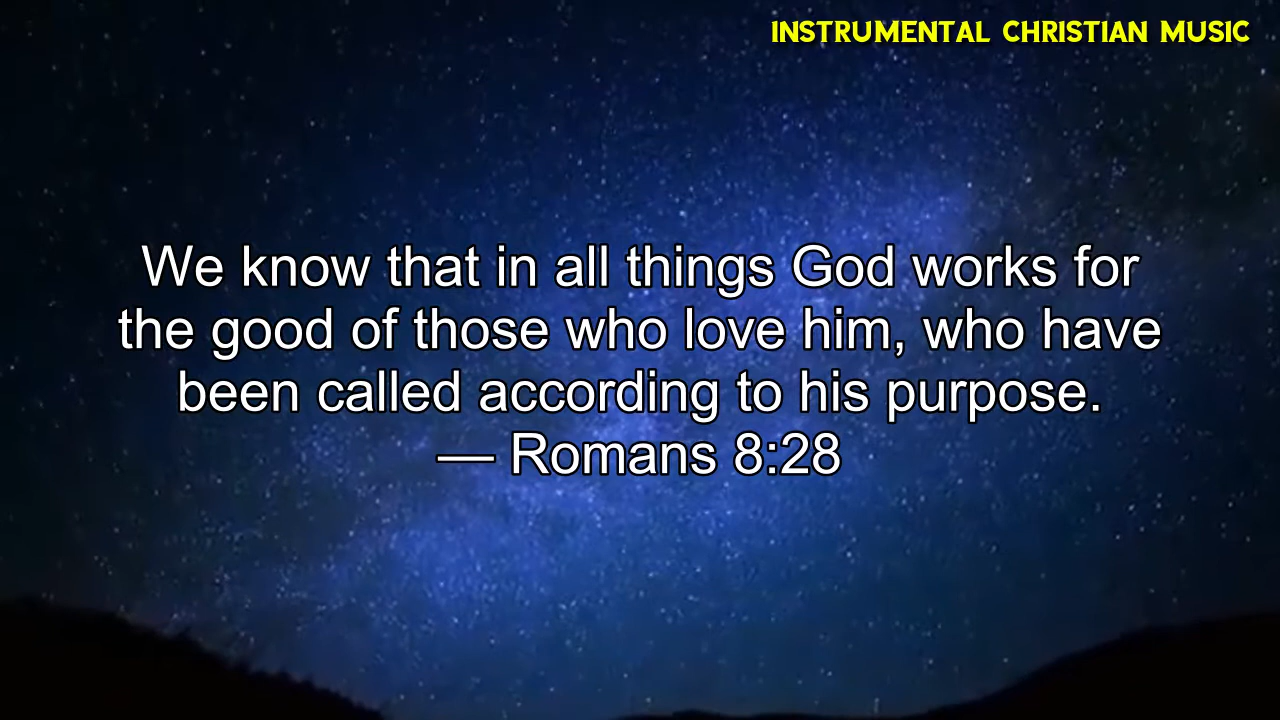 INSTRUMENTAL CHRISTIAN MUSIC
We know that in all things God works for
the good of those who love him, who have
been called according to his purpose.
— Romans 8:28